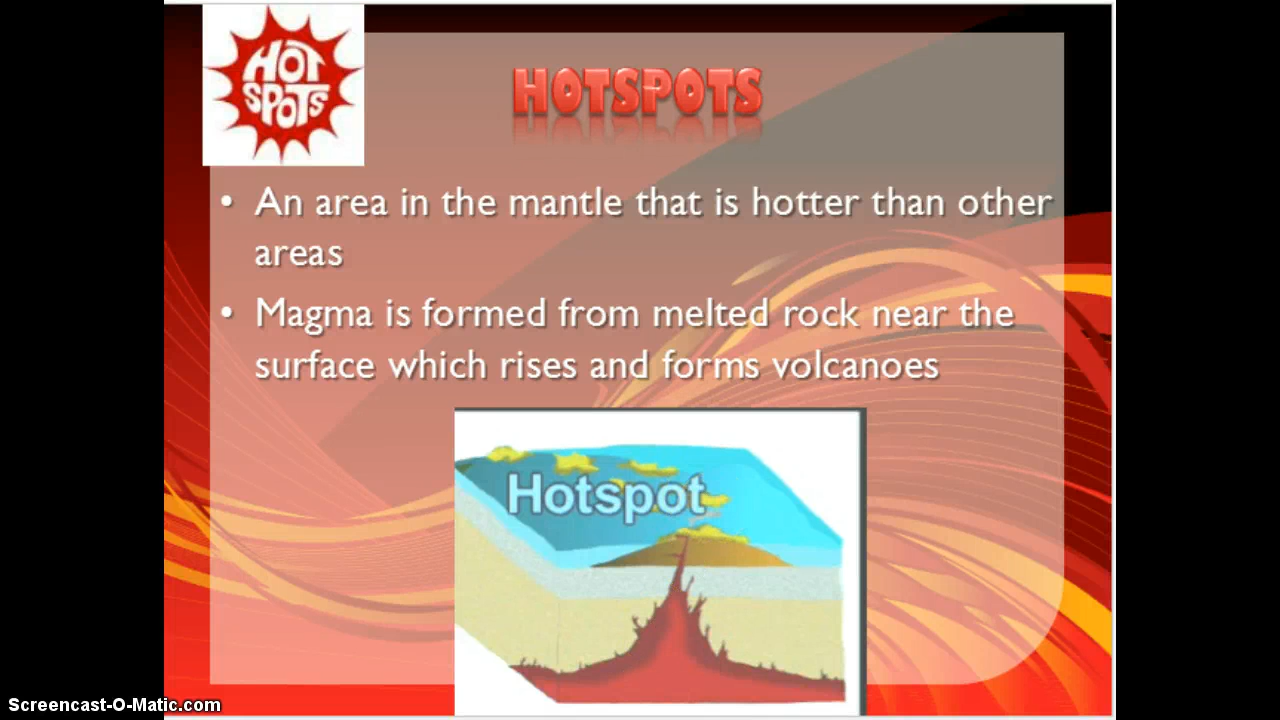 HOT
SPOTS
HOTSPOTS
• An area in the mantle that is hotter than other
areas
• Magma is formed from melted rock near the
surface which rises and forms volcanoes
Hotspot
Screencast-O-Matic.com